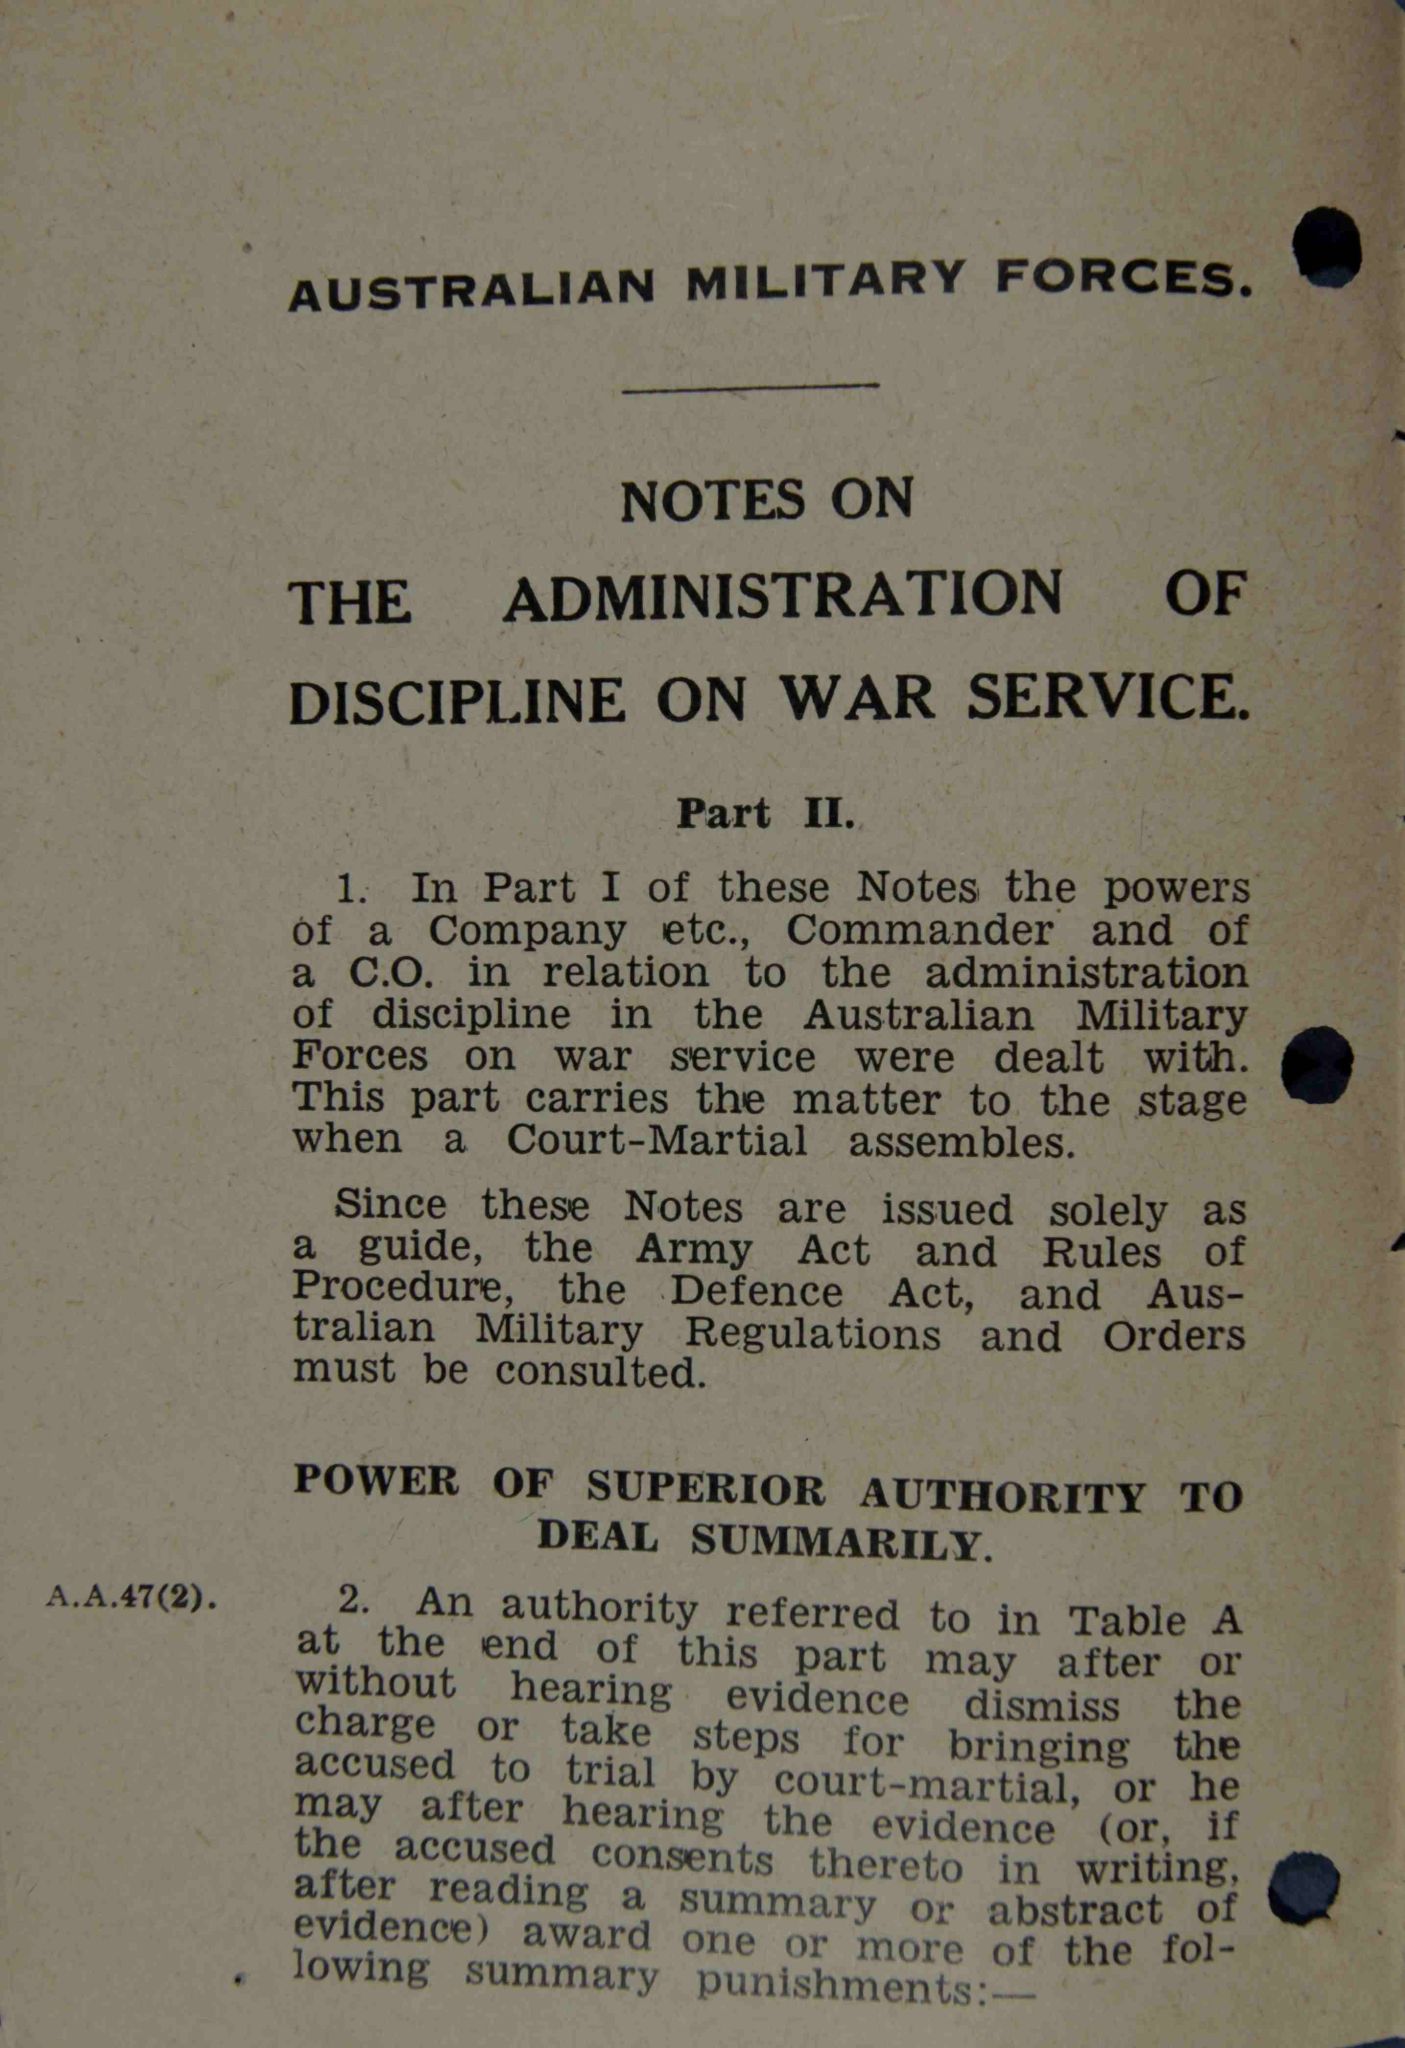 AUSTRALIAN MILITARY FORCES.
NOTES ON
THE ADMINISTRATION OF
DISCIPLINE ON WAR SERVICE.
Part II.
1. In Part I of these Notes the powers
of a Company etc., Commander and of
a C.O. in relation to the administration
of discipline in the Australian Military
Forces on war service were dealt with.
This part carries the matter to the stage
when a Court-Martial assembles.
Since these Notes are issued solely as
a guide, the Army Act and Rules of
Procedure, the Defence Act, and Aus-
tralian Military Regulations and Orders
must be consulted.
POWER OF SUPERIOR AUTHORITY TO
DEAL SUMMARILY.
A.A.47(2).
2. An authority referred to in Table A
at the end of this part may after or
without hearing evidence dismiss the
charge or take steps for bringing the
accused to trial by court-martial, or he
may after hearing the evidence (or, if
the accused consents thereto in writing,
after reading a summary or abstract of
evidence) award one or more of the fol-
lowing summary punishments:—